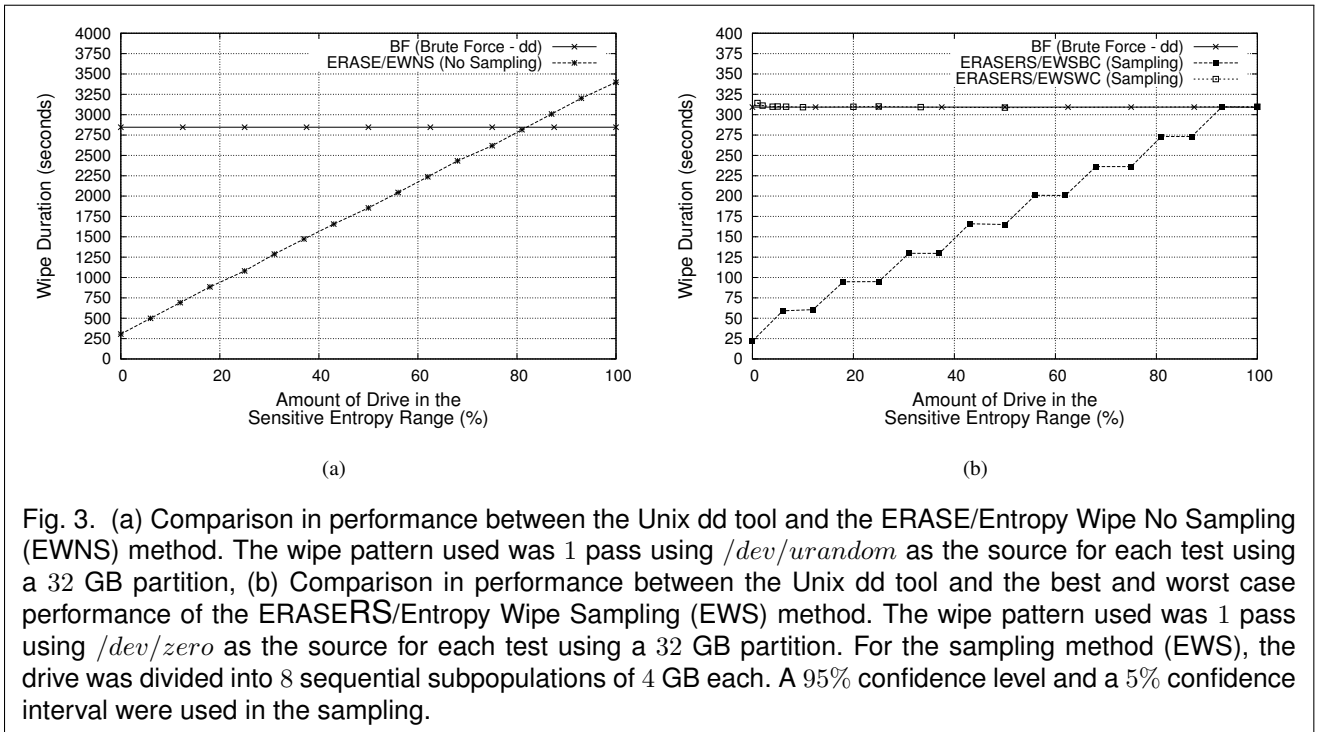 4000
3750
3500
3250
3000
2750
2500
2250
2000
1750
1500
1250
1000
750
500
250
0
Wipe Duration (seconds)
BF (Brute Force - dd)
ERASE/EWNS (No Sampling)
0 20 40 60 80 100
Amount of Drive in the
Sensitive Entropy Range (%)
(a)
400
375
350
325
300
275
250
225
200
175
150
125
100
75
50
25
0
Wipe Duration (seconds)
BF (Brute Force - dd)
ERASERS/EWSBC (Sampling)
ERASERS/EWSWC (Sampling)
0 20 40 60 80 100
Amount of Drive in the
Sensitive Entropy Range (%)
(b)
Fig. 3. (a) Comparison in performance between the Unix dd tool and the ERASE/Entropy Wipe No Sampling
(EWNS) method. The wipe pattern used was 1 pass using /dev/urandom as the source for each test using
a 32 GB partition, (b) Comparison in performance between the Unix dd tool and the best and worst case
performance of the ERASERS/Entropy Wipe Sampling (EWS) method. The wipe pattern used was 1 pass
using /dev/zero as the source for each test using a 32 GB partition. For the sampling method (EWS), the
drive was divided into 8 sequential subpopulations of 4 GB each. A 95% confidence level and a 5% confidence
interval were used in the sampling.